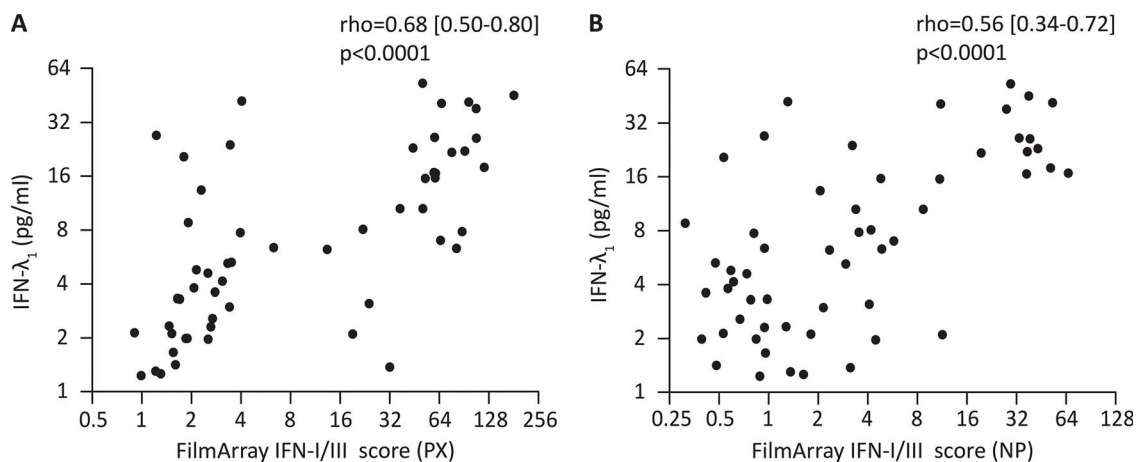 A
rho=0.68 [0.50-0.80]
p<0.0001
64
32
16
8
4
2
1
IFN-λ₁ (pg/ml)
0.5 1 2 4 8 16 32 64 128 256
FilmArray IFN-I/III score (PX)
B
rho=0.56 [0.34-0.72]
p<0.0001
64
32
16
8
4
2
1
IFN-λ₁ (pg/ml)
0.25 0.5 1 2 4 8 16 32 64 128
FilmArray IFN-I/III score (NP)